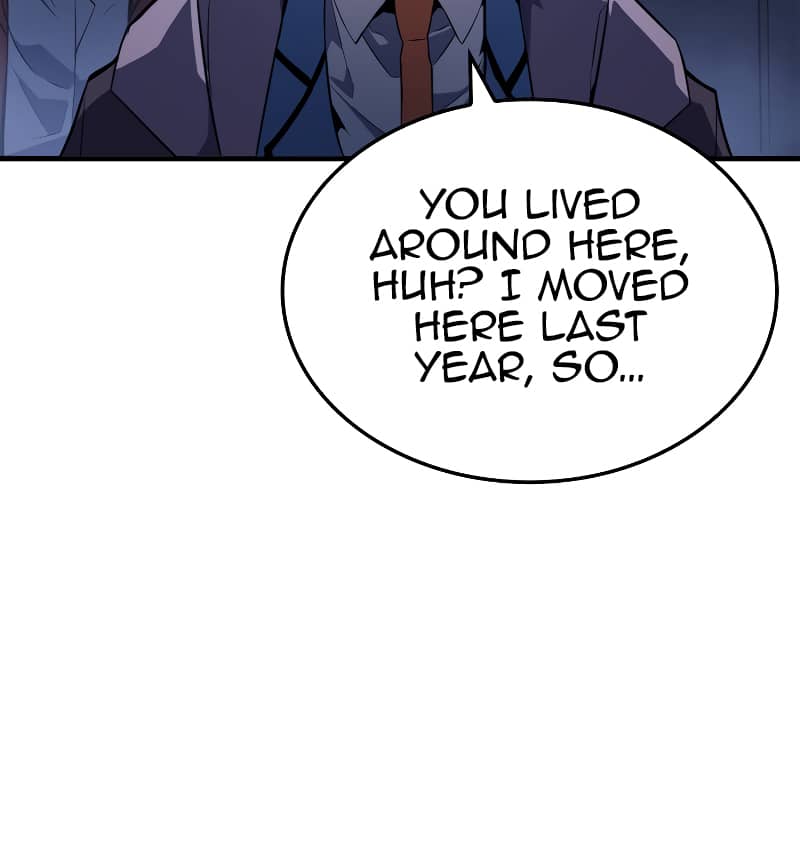 YOU LIVED
AROUND HERE,
HUH? I MOVED
HERE LAST
YEAR, SO...